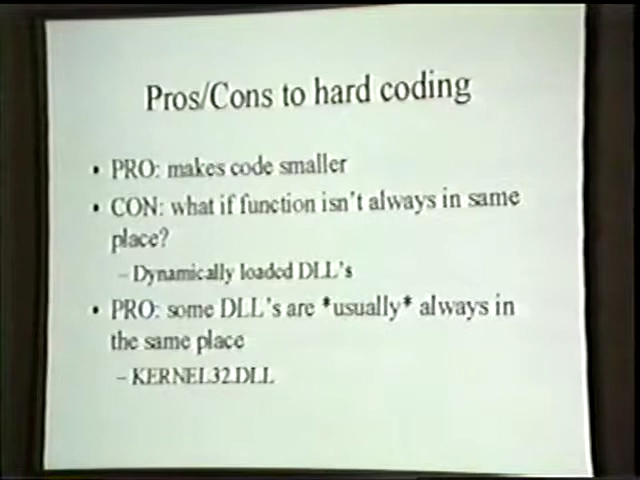 Pros/Cons to hard coding
• PRO: makes code smaller
• CON: what if function isn't always in same
place?
– Dynamically loaded DLL's
• PRO: some DLL's are *usually* always in
the same place
– KERNEL32.DLL